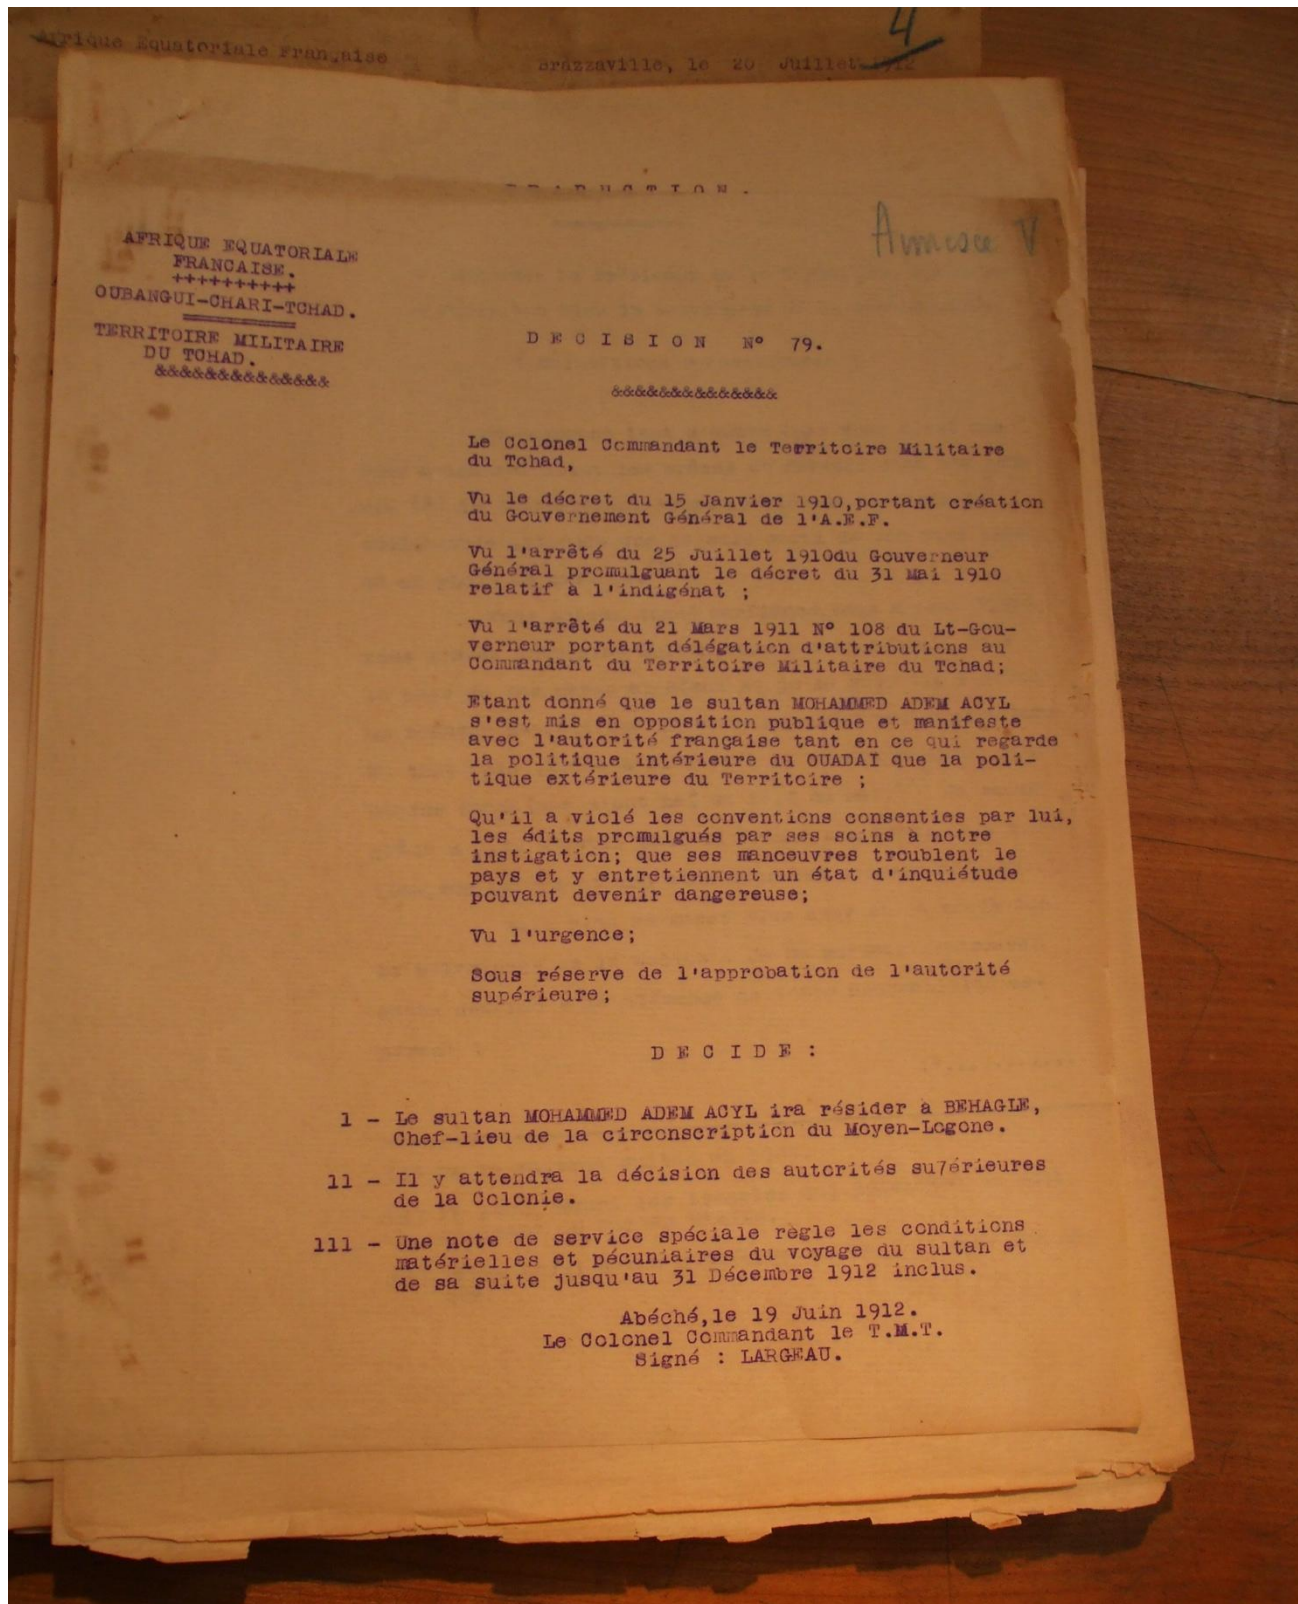 4
Afrique Equatoriale Française
Brazzaville, le 20 Juillet 1912
Annexe V
AFRIQUE EQUATORIALE
FRANCAISE.
++++++++++
OUBANGUI-CHARI-TCHAD.
==========
TERRITOIRE MILITAIRE
DU TCHAD.
&&&&&&&&&&&&&&
DECISION N° 79.
&&&&&&&&&&&&&&
Le Colonel Commandant le Territoire Militaire
du Tchad,
Vu le décret du 15 Janvier 1910,portant création
du Gouvernement Général de l'A.E.F.
Vu l'arrêté du 25 Juillet 1910du Gouverneur
Général promulguant le décret du 31 Mai 1910
relatif à l'indigénat ;
Vu l'arrêté du 21 Mars 1911 N° 108 du Lt-Gou-
verneur portant délégation d'attributions au
Commandant du Territoire Militaire du Tchad;
Etant donné que le sultan MOHAMMED ADEM ACYL
s'est mis en opposition publique et manifeste
avec l'autorité française tant en ce qui regarde
la politique intérieure du OUADAI que la poli-
tique extérieure du Territoire ;
Qu'il a violé les conventions consenties par lui,
les édits promulgués par ses soins à notre
instigation; que ses manoeuvres troublent le
pays et y entretiennent un état d'inquiétude
pouvant devenir dangereuse;
Vu l'urgence;
Sous réserve de l'approbation de l'autorité
supérieure;
DECIDE :
1 - Le sultan MOHAMMED ADEM ACYL ira résider à BEHAGLE,
Chef-lieu de la circonscription du Moyen-Logone.
11 - Il y attendra la décision des autorités su7érieures
de la Colonie.
111 - Une note de service spéciale règle les conditions
matérielles et pécuniaires du voyage du sultan et
de sa suite jusqu'au 31 Décembre 1912 inclus.
Abéché,le 19 Juin 1912.
Le Colonel Commandant le T.M.T.
Signé : LARGEAU.